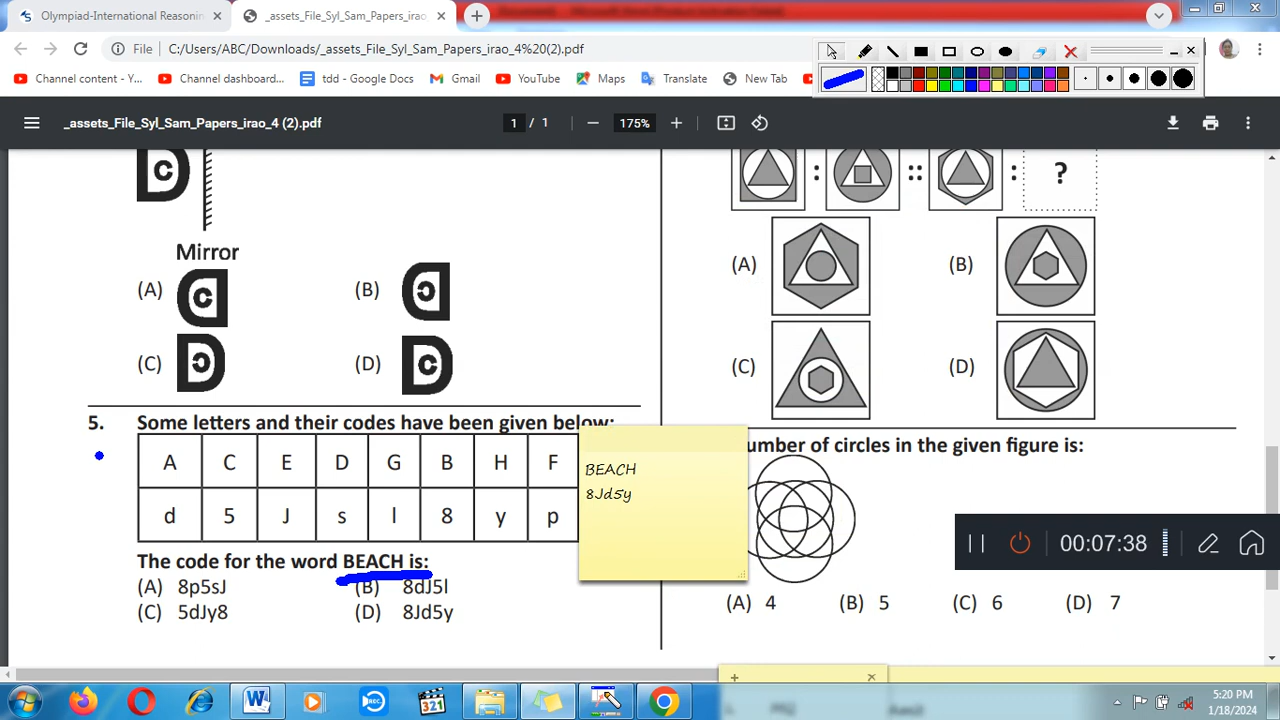 Olympiad-International Reasonin
_assets_File_Syl_Sam_Papers_irao_
File
C:/Users/ABC/Downloads/_assets_File_Syl_Sam_Papers_irao_4%20(2).pdf
Channel content - Y...
Channel dashboard...
- Google Docs
Gmail
YouTube
Maps
Translate
New Tab
_assets_File_Syl_Sam_Papers_irao_4 (2).pdf
1 / 1
175%
C
Mirror
(A)
(B)
(C)
(D)
5. Some letters and their codes have been given below:
A C E D G B H F
d 5 J s l 8 y p
The code for the word BEACH is:
(A) 8p5sJ
(B) 8dJ5l
(C) 5dJy8
(D) 8Jd5y
BEACH
8Jd5y
: :: : ?
(A)
(B)
(C)
(D)
umber of circles in the given figure is:
(A) 4 (B) 5 (C) 6 (D) 7
00:07:38
5:20 PM
1/18/2024